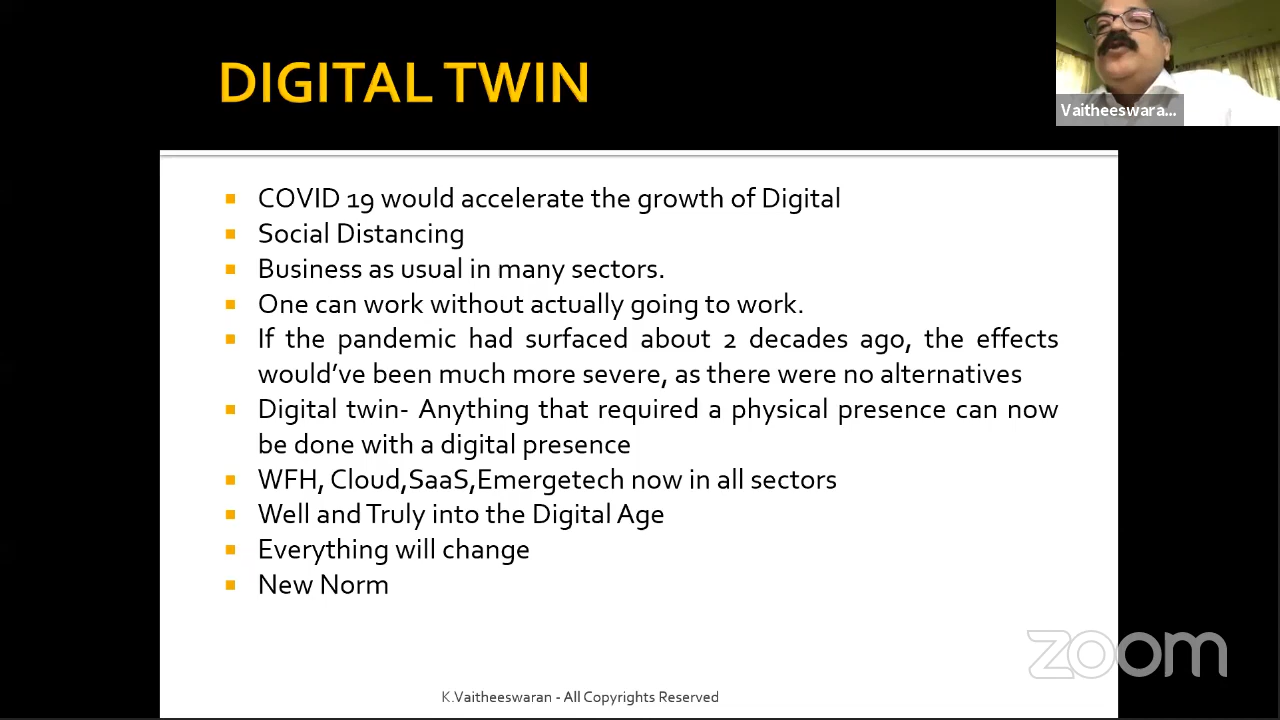 DIGITAL TWIN
Vaitheeswara...
COVID 19 would accelerate the growth of Digital
Social Distancing
Business as usual in many sectors.
One can work without actually going to work.
If the pandemic had surfaced about 2 decades ago, the effects
would've been much more severe, as there were no alternatives
Digital twin- Anything that required a physical presence can now
be done with a digital presence
WFH, Cloud,SaaS,Emergetech now in all sectors
Well and Truly into the Digital Age
Everything will change
New Norm
zoom
K.Vaitheeswaran - All Copyrights Reserved